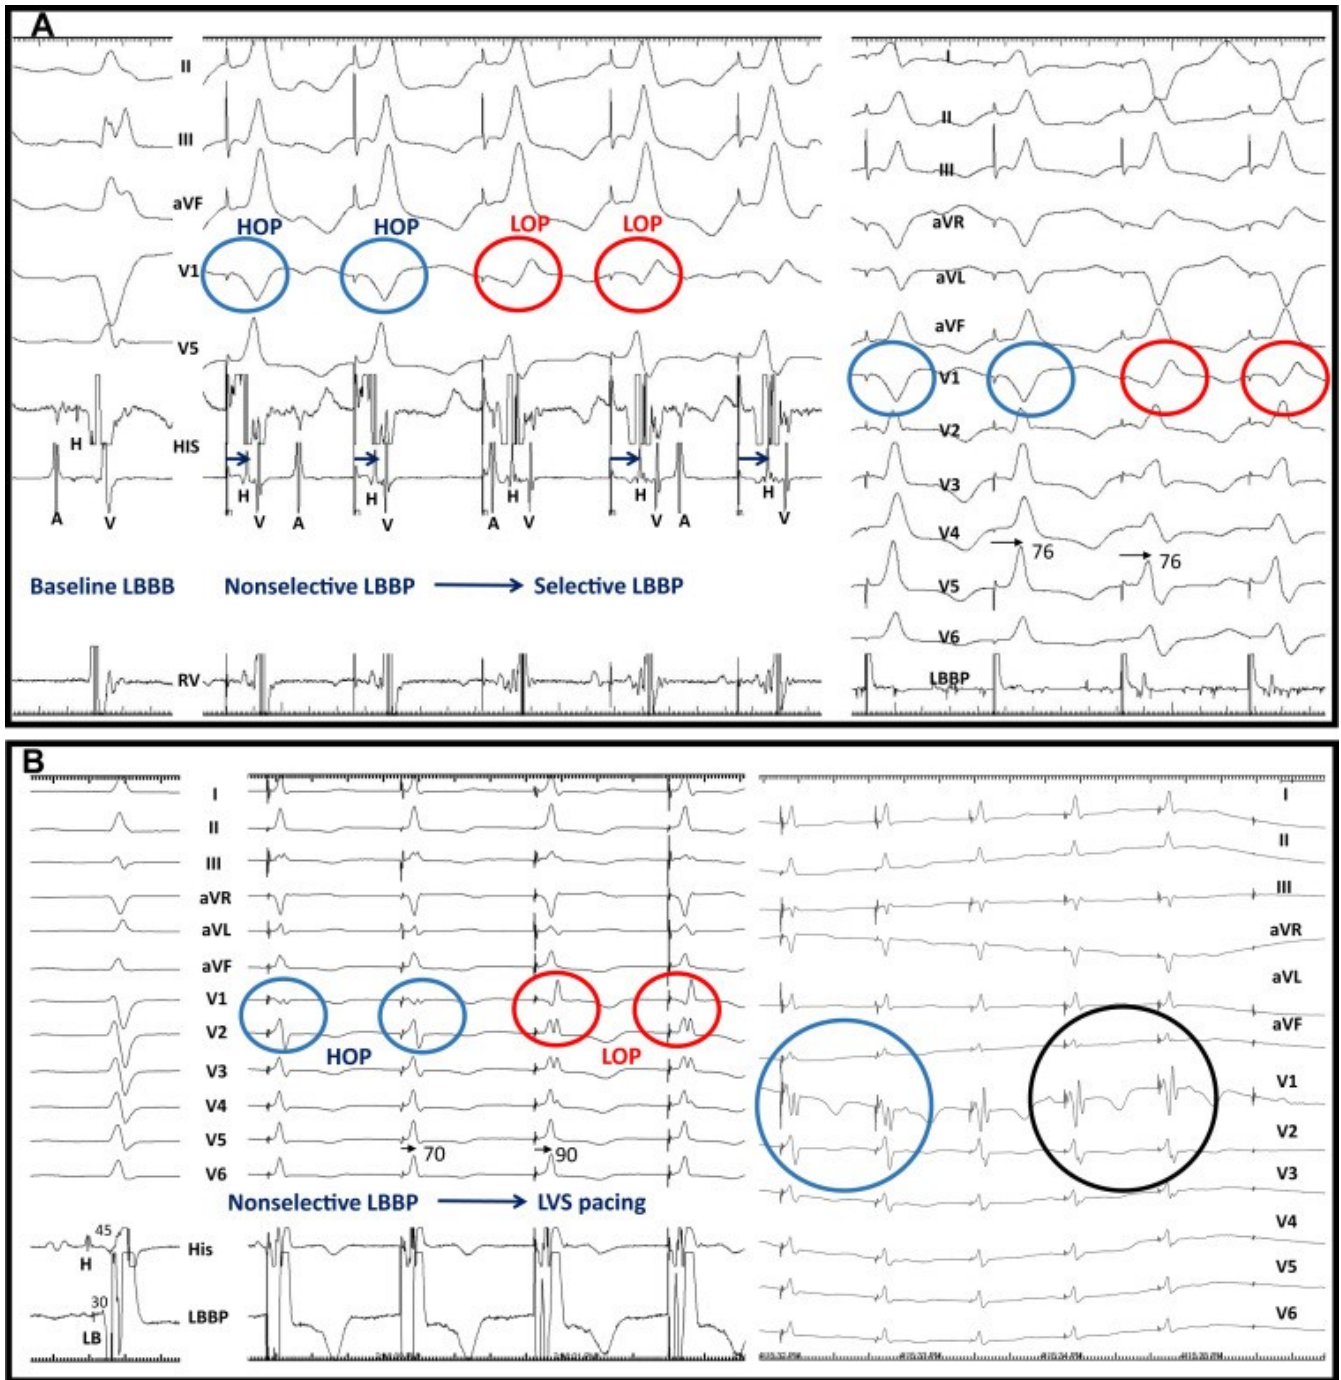 A
II
III
aVF
HOP HOP LOP LOP
V1
V5
H
HIS
H H H H H
A V V A V A V V A V
Baseline LBBB Nonselective LBBP Selective LBBP
RV
I
II
III
aVR
aVL
aVF
V1
V2
V3
V4
76 76
V5
V6
LBBP
B
I
II
III
aVR
aVL
aVF
V1
V2
HOP LOP
V3
V4
V5
70 90
V6
Nonselective LBBP LVS pacing
45
His
H
30
LBBP
LB
I
II
III
aVR
aVL
aVF
V1
V2
V3
V4
V5
V6